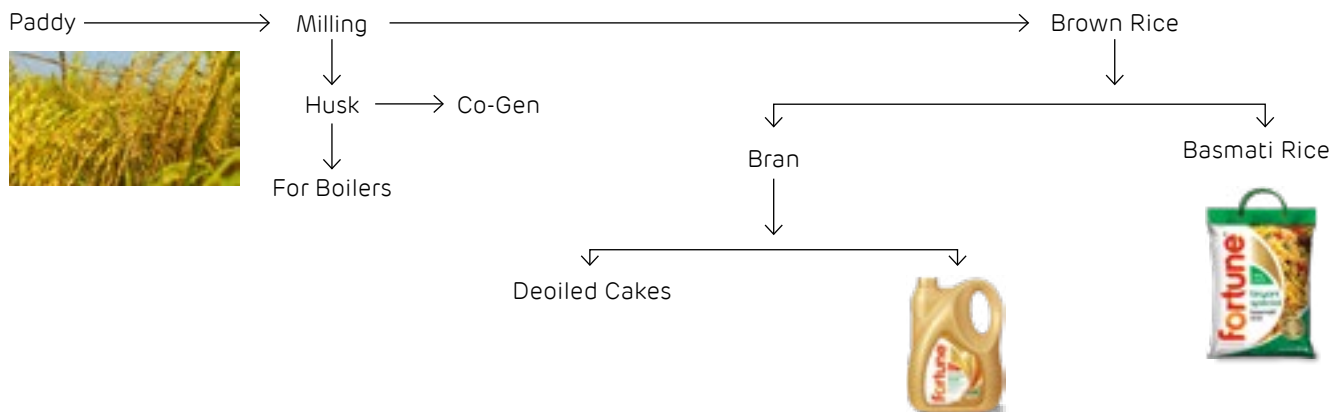 Paddy
Milling
Brown Rice
Husk
Co-Gen
Bran
Basmati Rice
For Boilers
Deoiled Cakes
fortune
fortune